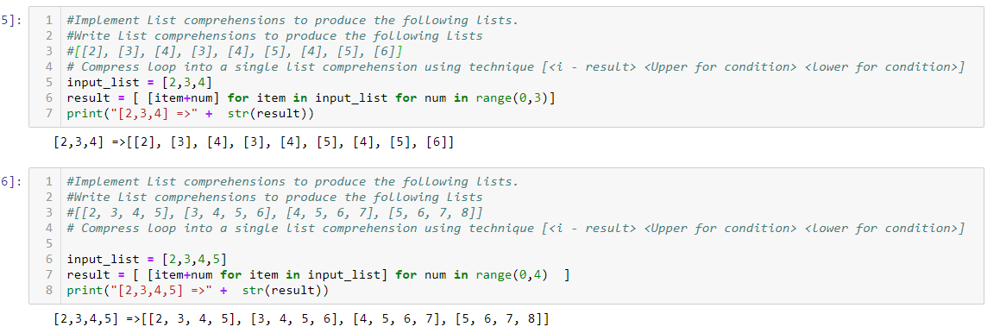 5]:
1 #Implement List comprehensions to produce the following lists.
2 #Write List comprehensions to produce the following Lists
3 #[[2], [3], [4], [3], [4], [5], [4], [5], [6]]
4 # Compress loop into a single list comprehension using technique [<i - result> <Upper for condition> <lower for condition>]
5 input_list = [2,3,4]
6 result = [ [item+num] for item in input_list for num in range(0,3)]
7 print("[2,3,4] =>" +  str(result))
[2,3,4] =>[[2], [3], [4], [3], [4], [5], [4], [5], [6]]
6]:
1 #Implement List comprehensions to produce the following lists.
2 #Write List comprehensions to produce the following Lists
3 #[[2, 3, 4, 5], [3, 4, 5, 6], [4, 5, 6, 7], [5, 6, 7, 8]]
4 # Compress loop into a single list comprehension using technique [<i - result> <Upper for condition> <lower for condition>]
5
6 input_list = [2,3,4,5]
7 result = [ [item+num for item in input_list] for num in range(0,4)  ]
8 print("[2,3,4,5] =>" +  str(result))
[2,3,4,5] =>[[2, 3, 4, 5], [3, 4, 5, 6], [4, 5, 6, 7], [5, 6, 7, 8]]